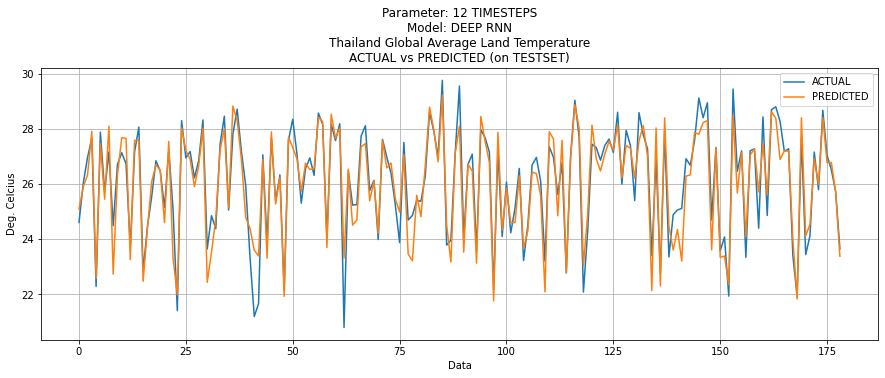 Parameter: 12 TIMESTEPS
Model: DEEP RNN
Thailand Global Average Land Temperature
ACTUAL vs PREDICTED (on TESTSET)
30
28
26
24
22
Deg. Celcius
ACTUAL
PREDICTED
0
25
50
75
100
125
150
175
Data